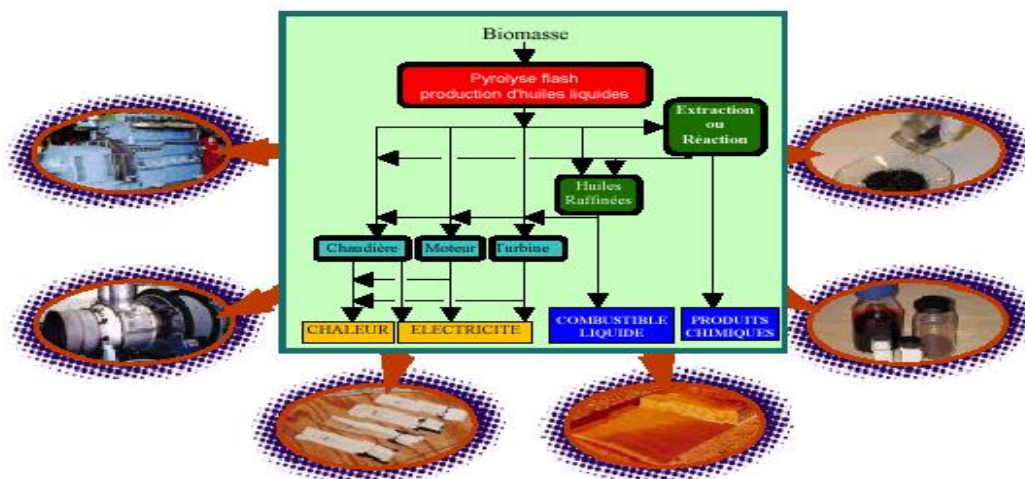 Biomasse
Pyrolyse flash
production d'huiles liquides
Extraction
ou
Réaction
Huiles
Raffinées
Chaudière
Moteur
Turbine
CHALEUR
ELECTRICITE
COMBUSTIBLE
LIQUIDE
PRODUITS
CHIMIQUES